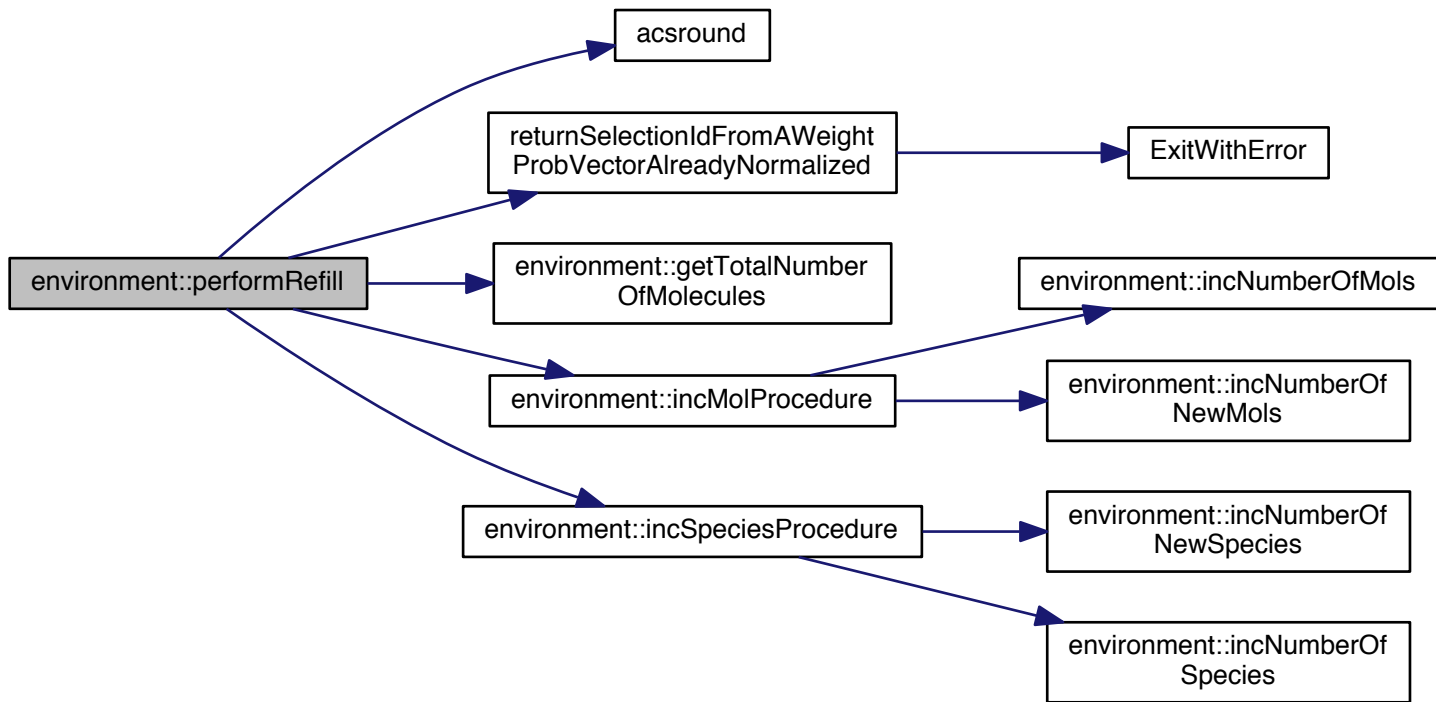 acsround
returnSelectionIdFromAWeight
ProbVectorAlreadyNormalized
ExitWithError
environment::performRefill
environment::getTotalNumber
OfMolecules
environment::incNumberOfMols
environment::incMolProcedure
environment::incNumberOf
NewMols
environment::incSpeciesProcedure
environment::incNumberOf
NewSpecies
environment::incNumberOf
Species